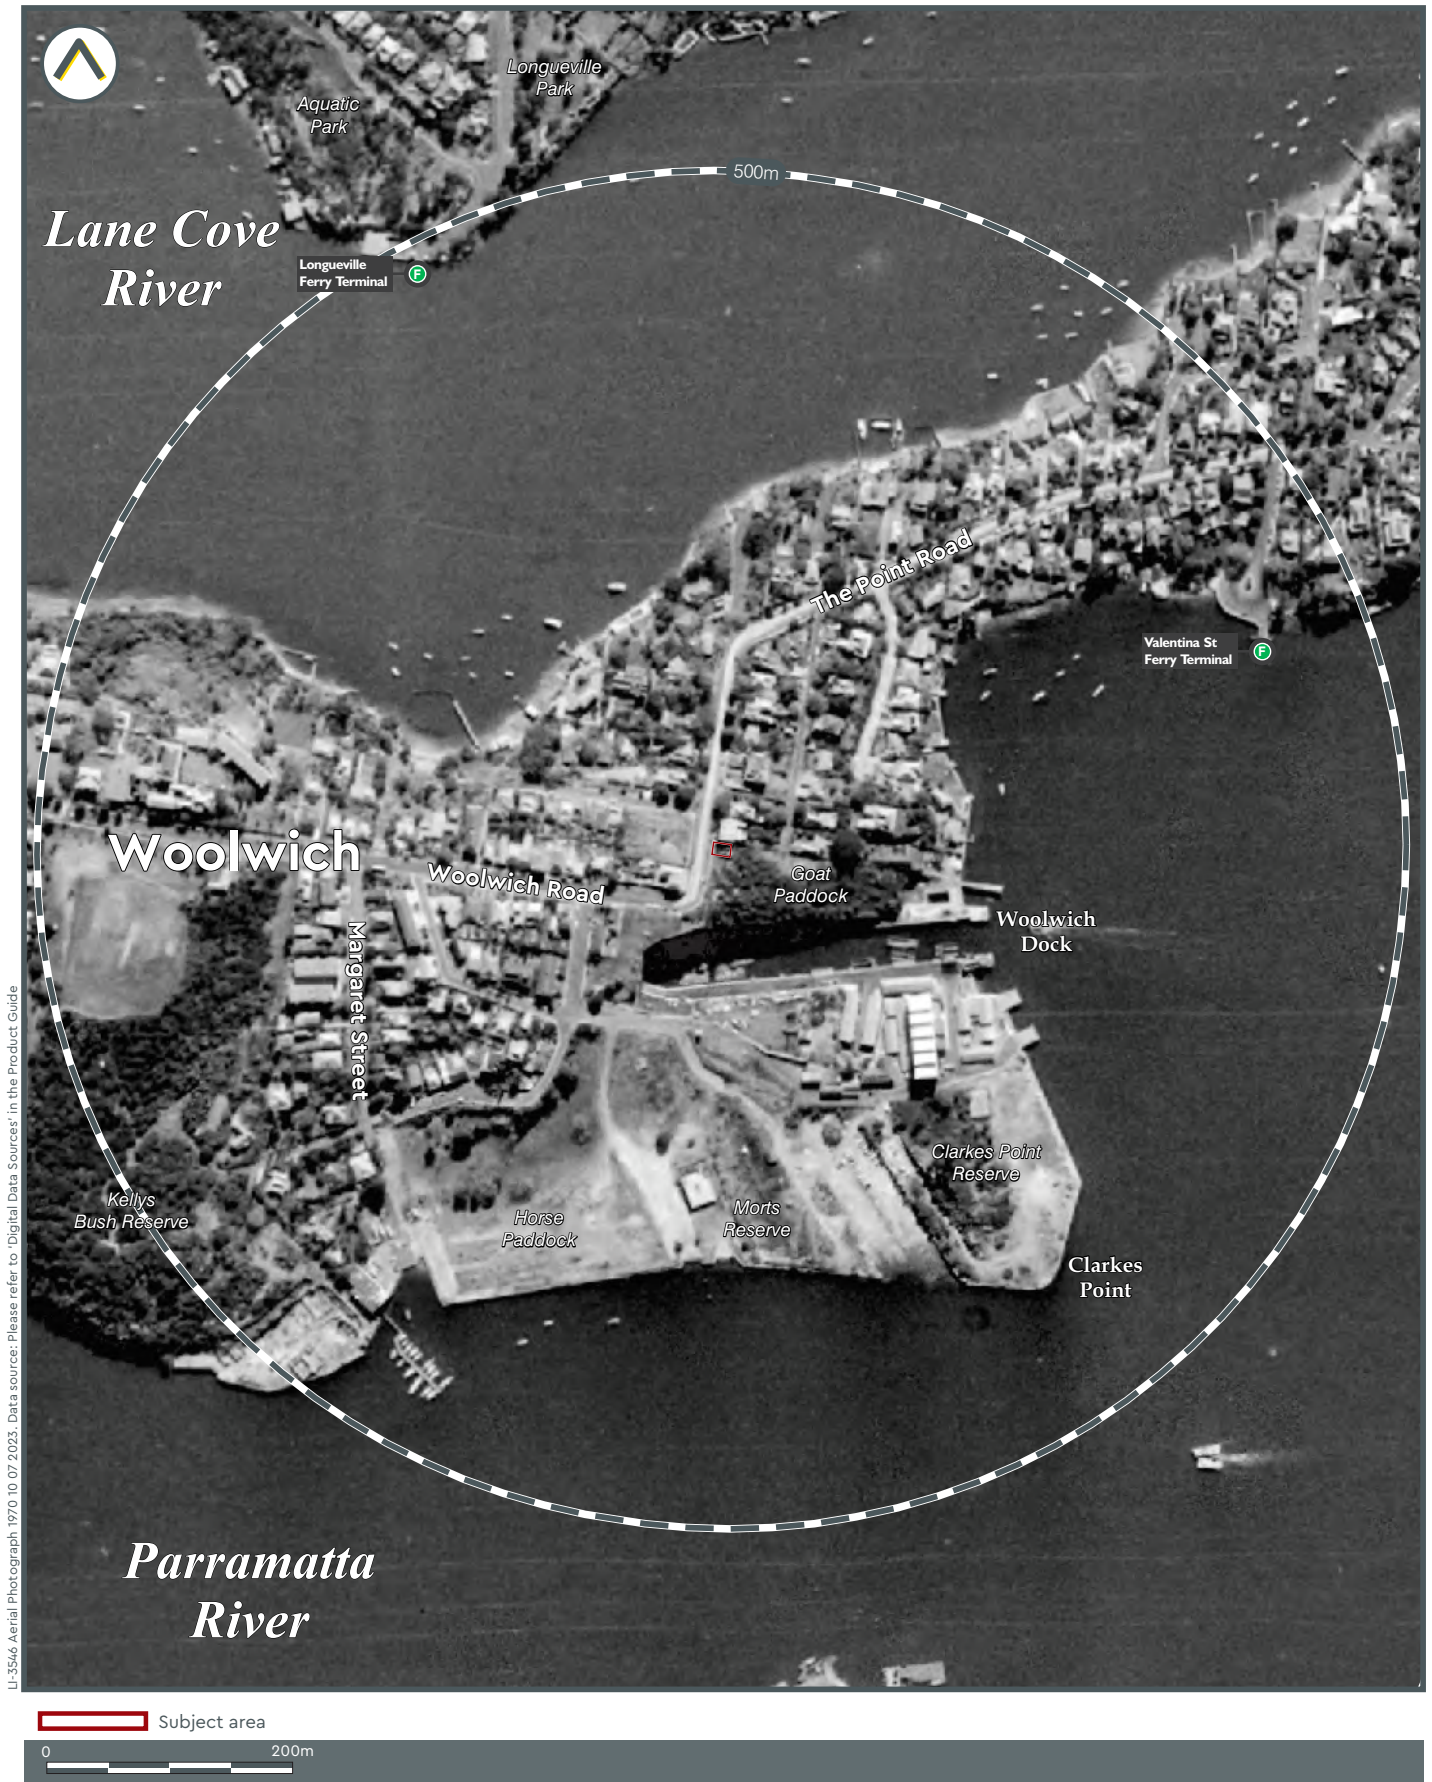 Longueville
Park
Aquatic
Park
500m
Lane Cove
River
Longueville
Ferry Terminal
F
The Point Road
Valentina St
Ferry Terminal
F
Woolwich
Woolwich Road
Goat
Paddock
Woolwich
Dock
Margaret Street
Clarkes Point
Reserve
Kellys
Bush Reserve
Horse
Paddock
Morts
Reserve
Clarkes
Point
Parramatta
River
LI-3546 Aerial Photograph 1970 10 07 2023. Data source: Please refer to 'Digital Data Sources' in the Product Guide
Subject area
0
200m